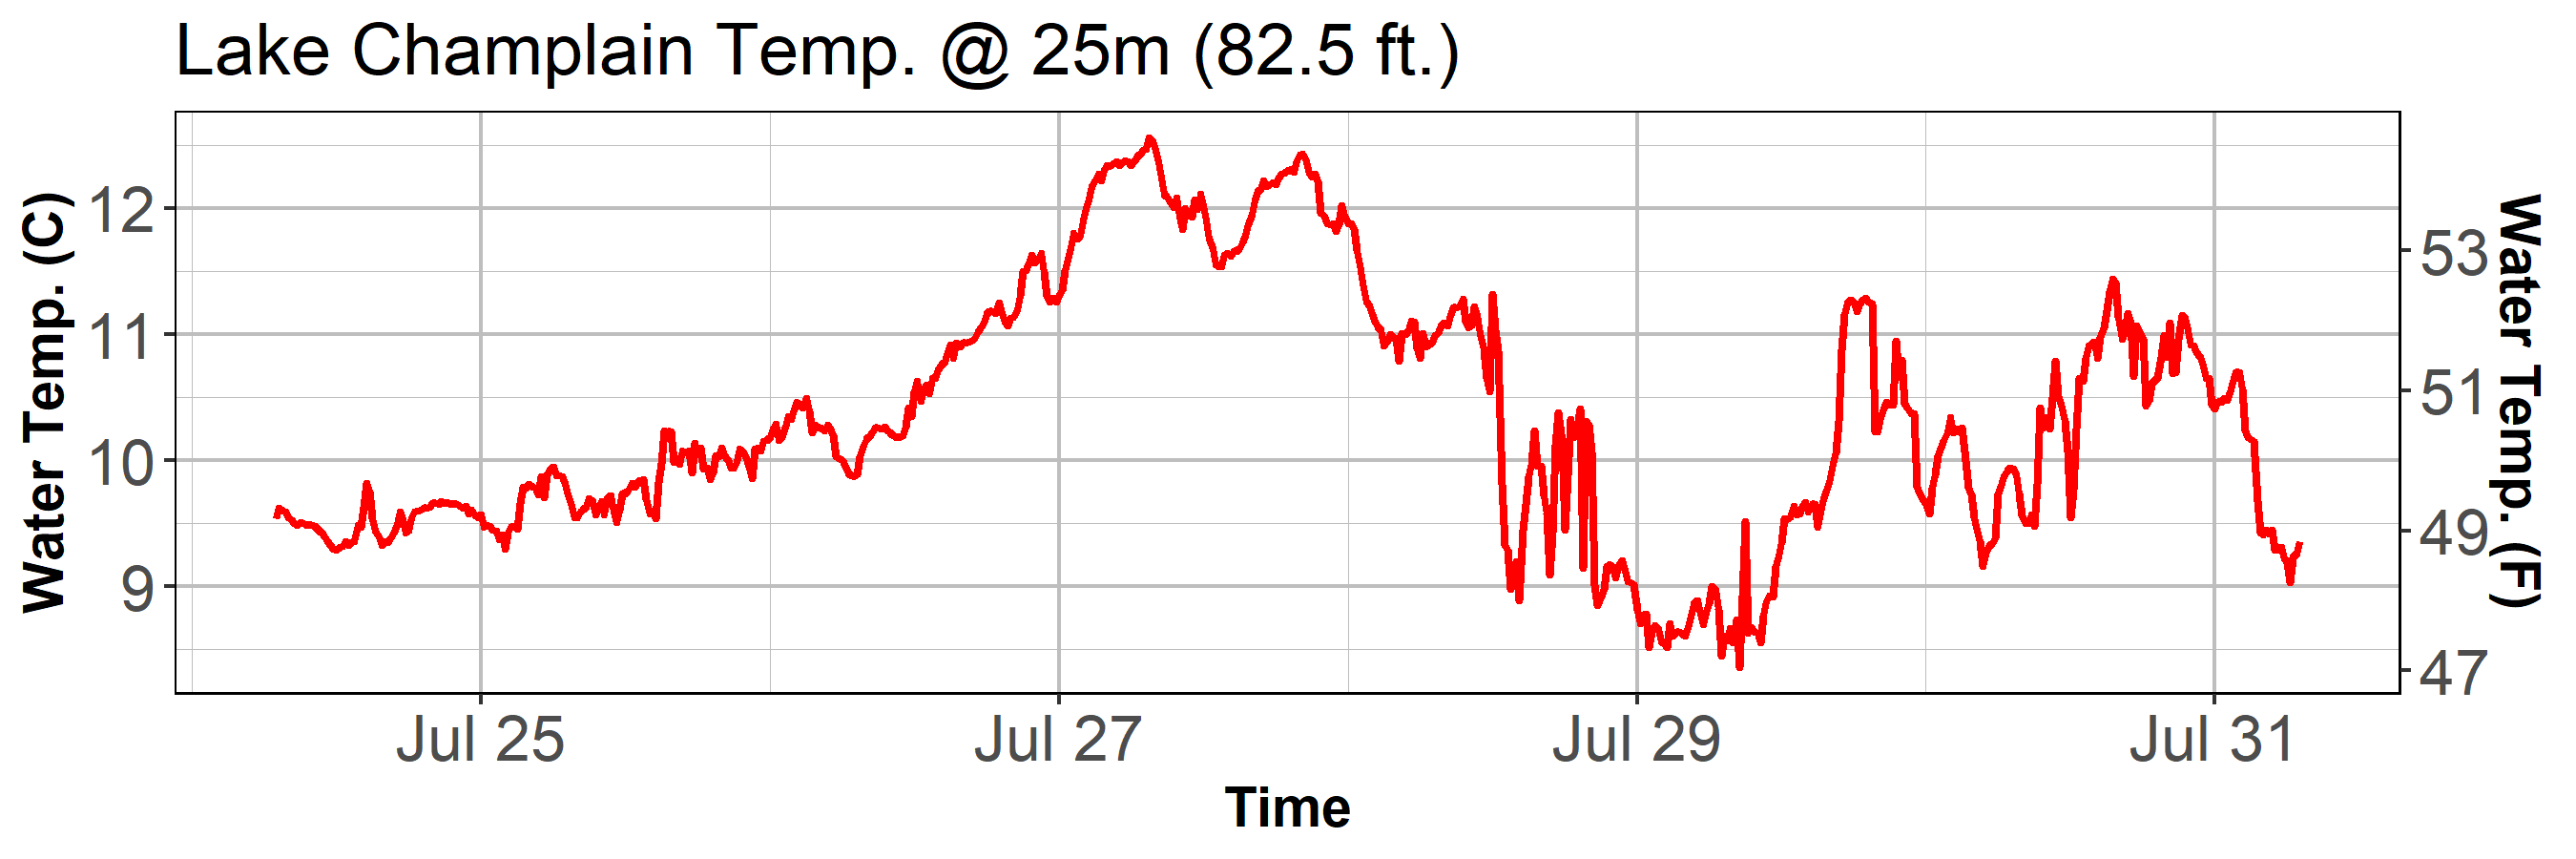 Lake Champlain Temp. @ 25m (82.5 ft.)
Water Temp. (C)
12
11
10
9
53
51
49
47
Water Temp. (F)
Jul 25
Jul 27
Jul 29
Jul 31
Time